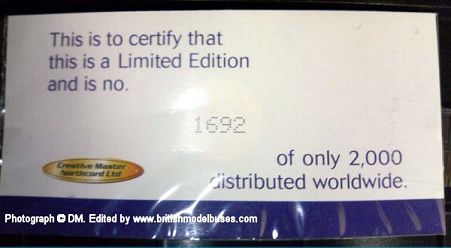 This is to certify that
this is a Limited Edition
and is no.
1692
of only 2,000
distributed worldwide.
Creative Master
Northcord Ltd
Photograph © DM. Edited by www.britishmodelbuses.com